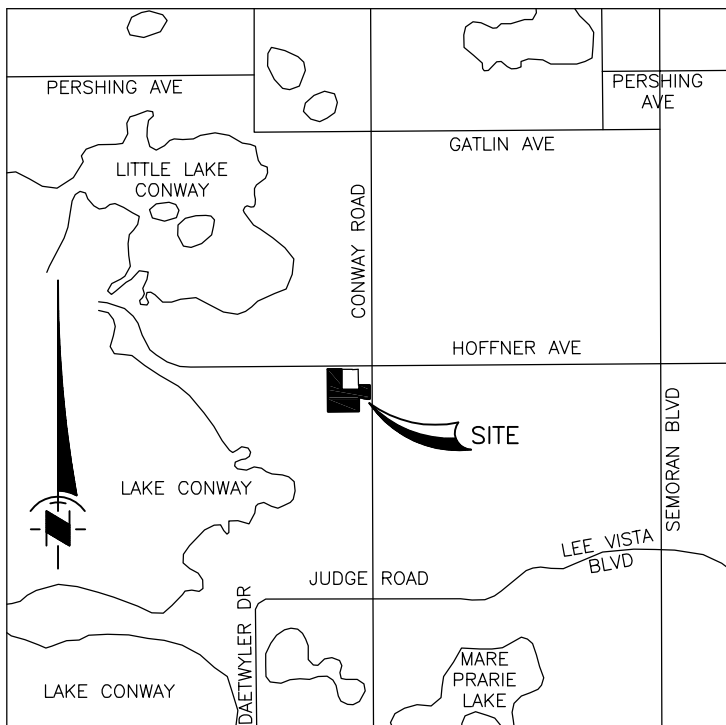 PERSHING AVE
PERSHING
AVE
GATLIN AVE
LITTLE LAKE
CONWAY
CONWAY ROAD
HOFFNER AVE
SITE
SEMORAN BLVD
LAKE CONWAY
LEE VISTA
BLVD
JUDGE ROAD
DAETWYLER DR
MARE
PRARIE
LAKE
LAKE CONWAY